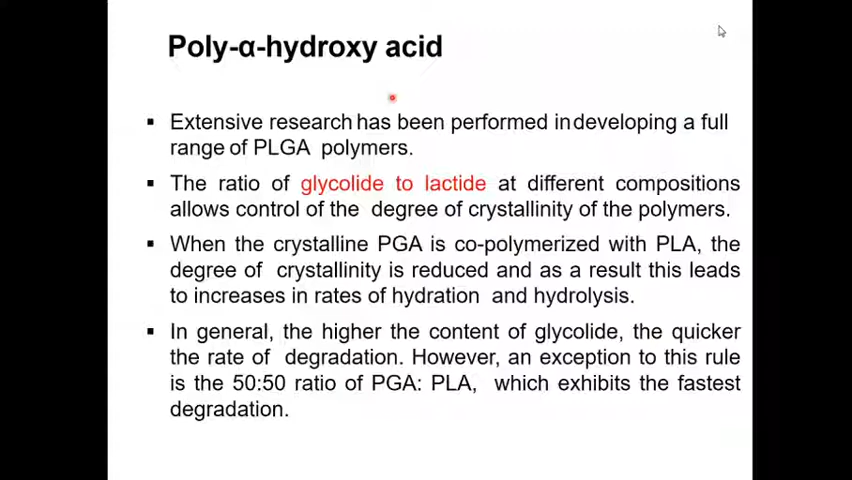 Poly-α-hydroxy acid
▪ Extensive research has been performed indeveloping a full
range of PLGA polymers.
▪ The ratio of glycolide to lactide at different compositions
allows control of the degree of crystallinity of the polymers.
▪ When the crystalline PGA is co-polymerized with PLA, the
degree of crystallinity is reduced and as a result this leads
to increases in rates of hydration and hydrolysis.
▪ In general, the higher the content of glycolide, the quicker
the rate of degradation. However, an exception to this rule
is the 50:50 ratio of PGA: PLA, which exhibits the fastest
degradation.